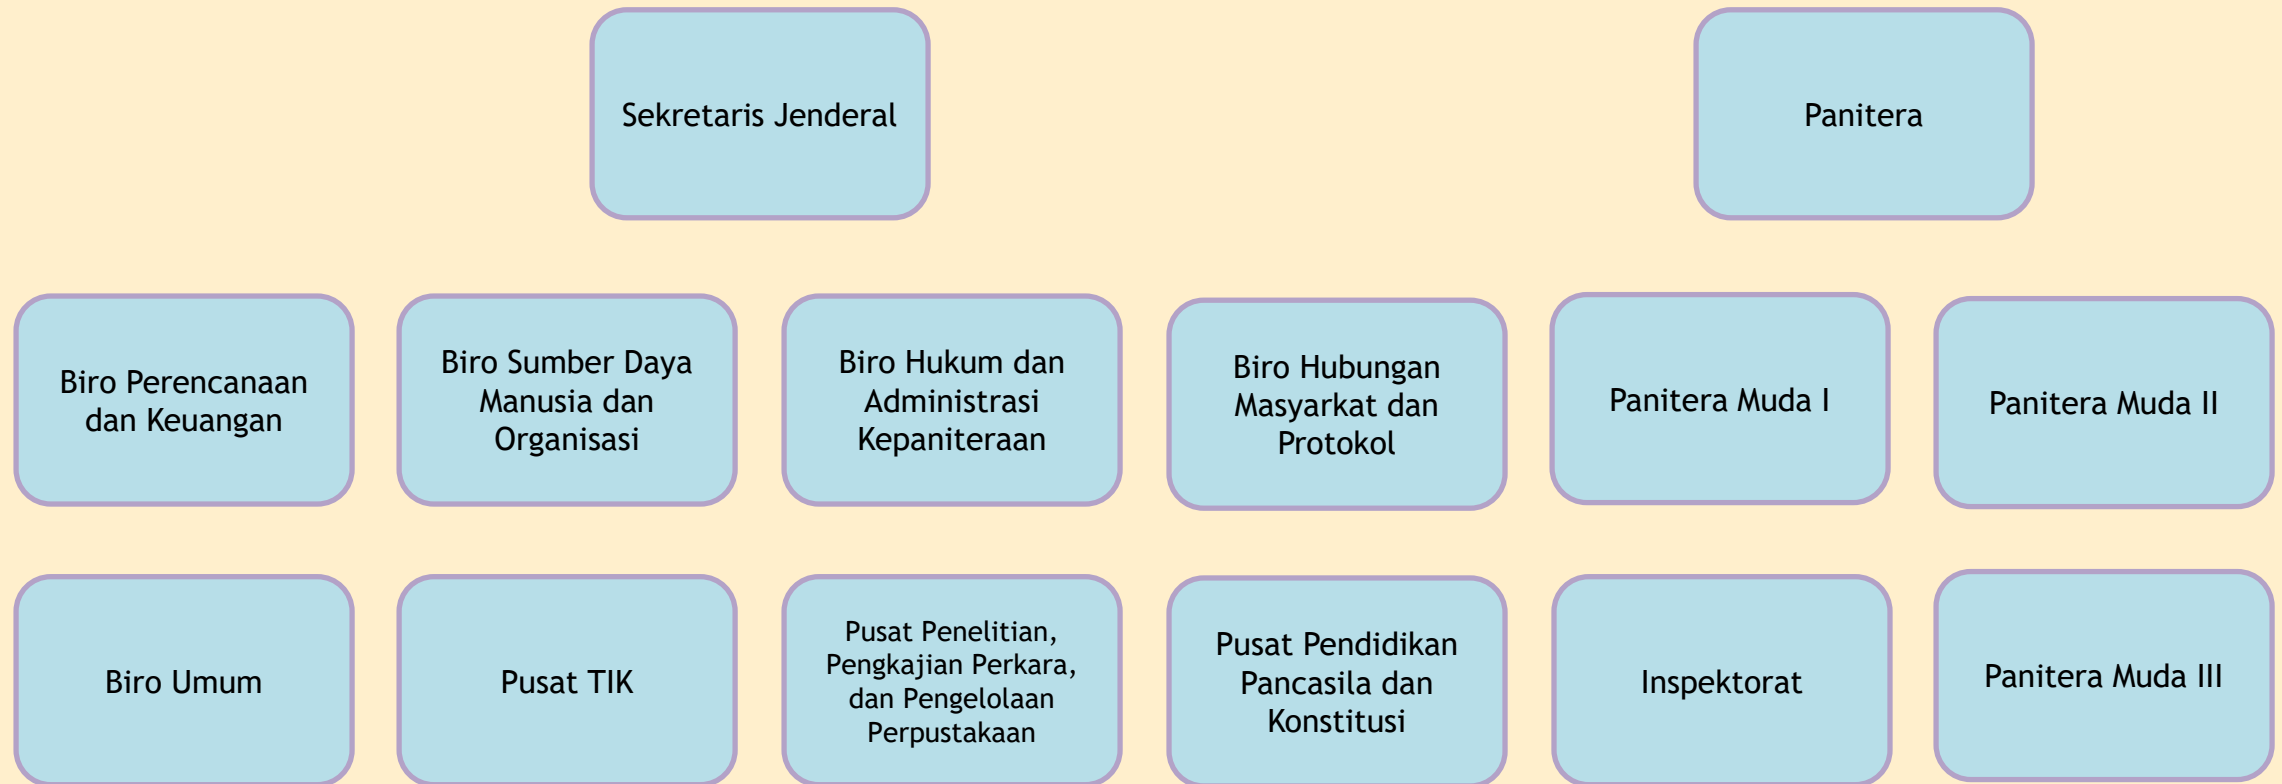 Sekretaris Jenderal
Panitera
Biro Perencanaan
dan Keuangan
Biro Sumber Daya
Manusia dan
Organisasi
Biro Hukum dan
Administrasi
Kepaniteraan
Biro Hubungan
Masyarkat dan
Protokol
Panitera Muda I
Panitera Muda II
Biro Umum
Pusat TIK
Pusat Penelitian,
Pengkajian Perkara,
dan Pengelolaan
Perpustakaan
Pusat Pendidikan
Pancasila dan
Konstitusi
Inspektorat
Panitera Muda III